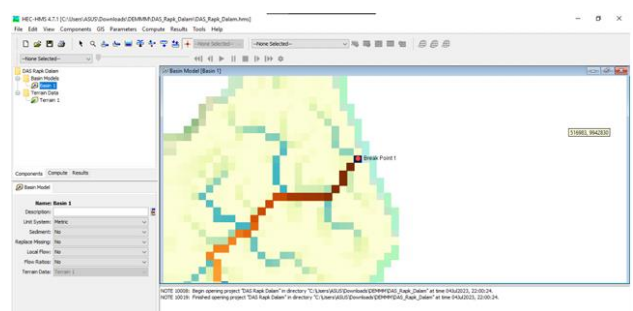 HEC-HMS 4.7.1 [C:\Users\ASUS\Downloads\DEMMM\DAS_Rapk_Dalam\DAS_Rapk_Dalam.hms]
File Edit View Components GIS Parameters Compute Results Tools Help
--None Selected-- --None Selected--
--None Selected--
DAS Rapk Dalam
Basin Models
Basin 1
Terrain Data
Terrain 1
Components Compute Results
Basin Model
Name: Basin 1
Description:
Unit System: Metric
Sediment: No
Replace Missing: No
Local Flow: No
Flow Ratios: No
Terrain Data: Terrain 1
Basin Model [Basin 1]
Break Point1
516983, 9942830
NOTE 10008: Begin opening project "DAS Rapk Dalam" in directory "C:\Users\ASUS\Downloads\DEMMM\DAS_Rapk_Dalam" at time 04Jul2023, 22:00:24.
NOTE 10019: Finished opening project "DAS Rapk Dalam" in directory "C:\Users\ASUS\Downloads\DEMMM\DAS_Rapk_Dalam" at time 04Jul2023, 22:00:24.